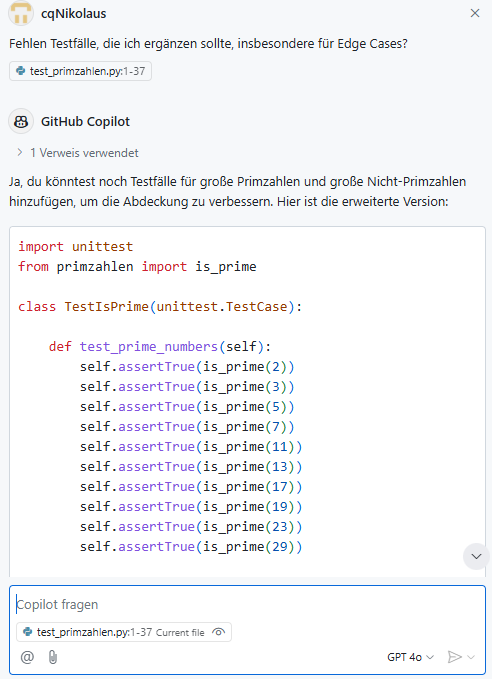 cqNikolaus
Fehlen Testfälle, die ich ergänzen sollte, insbesondere für Edge Cases?
test_primzahlen.py:1-37
GitHub Copilot
1 Verweis verwendet
Ja, du könntest noch Testfälle für große Primzahlen und große Nicht-Primzahlen
hinzufügen, um die Abdeckung zu verbessern. Hier ist die erweiterte Version:
import unittest
from primzahlen import is_prime
class TestIsPrime(unittest.TestCase):
    def test_prime_numbers(self):
        self.assertTrue(is_prime(2))
        self.assertTrue(is_prime(3))
        self.assertTrue(is_prime(5))
        self.assertTrue(is_prime(7))
        self.assertTrue(is_prime(11))
        self.assertTrue(is_prime(13))
        self.assertTrue(is_prime(17))
        self.assertTrue(is_prime(19))
        self.assertTrue(is_prime(23))
        self.assertTrue(is_prime(29))
Copilot fragen
test_primzahlen.py:1-37 Current file
GPT 4o